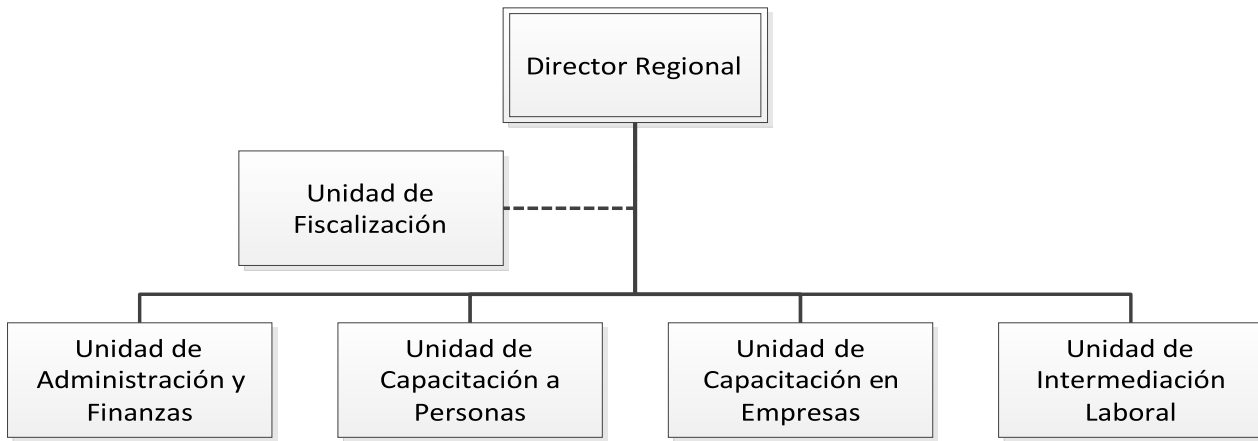 Director Regional
Unidad de
Fiscalización
Unidad de
Administración y
Finanzas
Unidad de
Capacitación a
Personas
Unidad de
Capacitación en
Empresas
Unidad de
Intermediación
Laboral